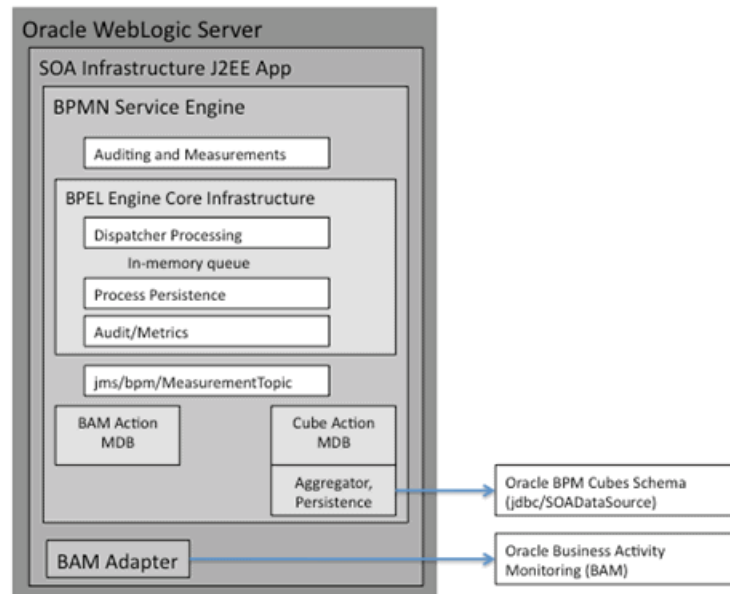 Oracle WebLogic Server
SOA Infrastructure J2EE App
BPMN Service Engine
Auditing and Measurements
BPEL Engine Core Infrastructure
Dispatcher Processing
In-memory queue
Process Persistence
Audit/Metrics
jms/bpm/MeasurementTopic
BAM Action
MDB
Cube Action
MDB
Aggregator,
Persistence
Oracle BPM Cubes Schema
(jdbc/SOADataSource)
BAM Adapter
Oracle Business Activity
Monitoring (BAM)